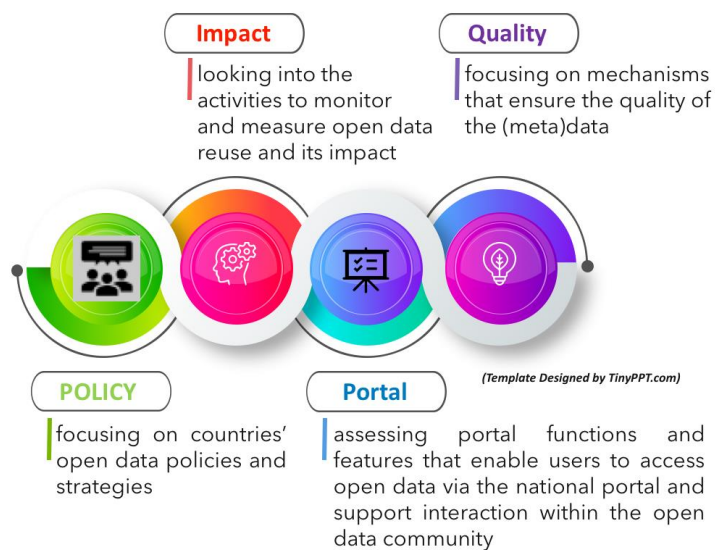 Impact
looking into the
activities to monitor
and measure open data
reuse and its impact
Quality
focusing on mechanisms
that ensure the quality of
the (meta)data
POLICY
focusing on countries’
open data policies and
strategies
Portal
assessing portal functions and
features that enable users to access
open data via the national portal and
support interaction within the open
data community
(Template Designed by TinyPPT.com)